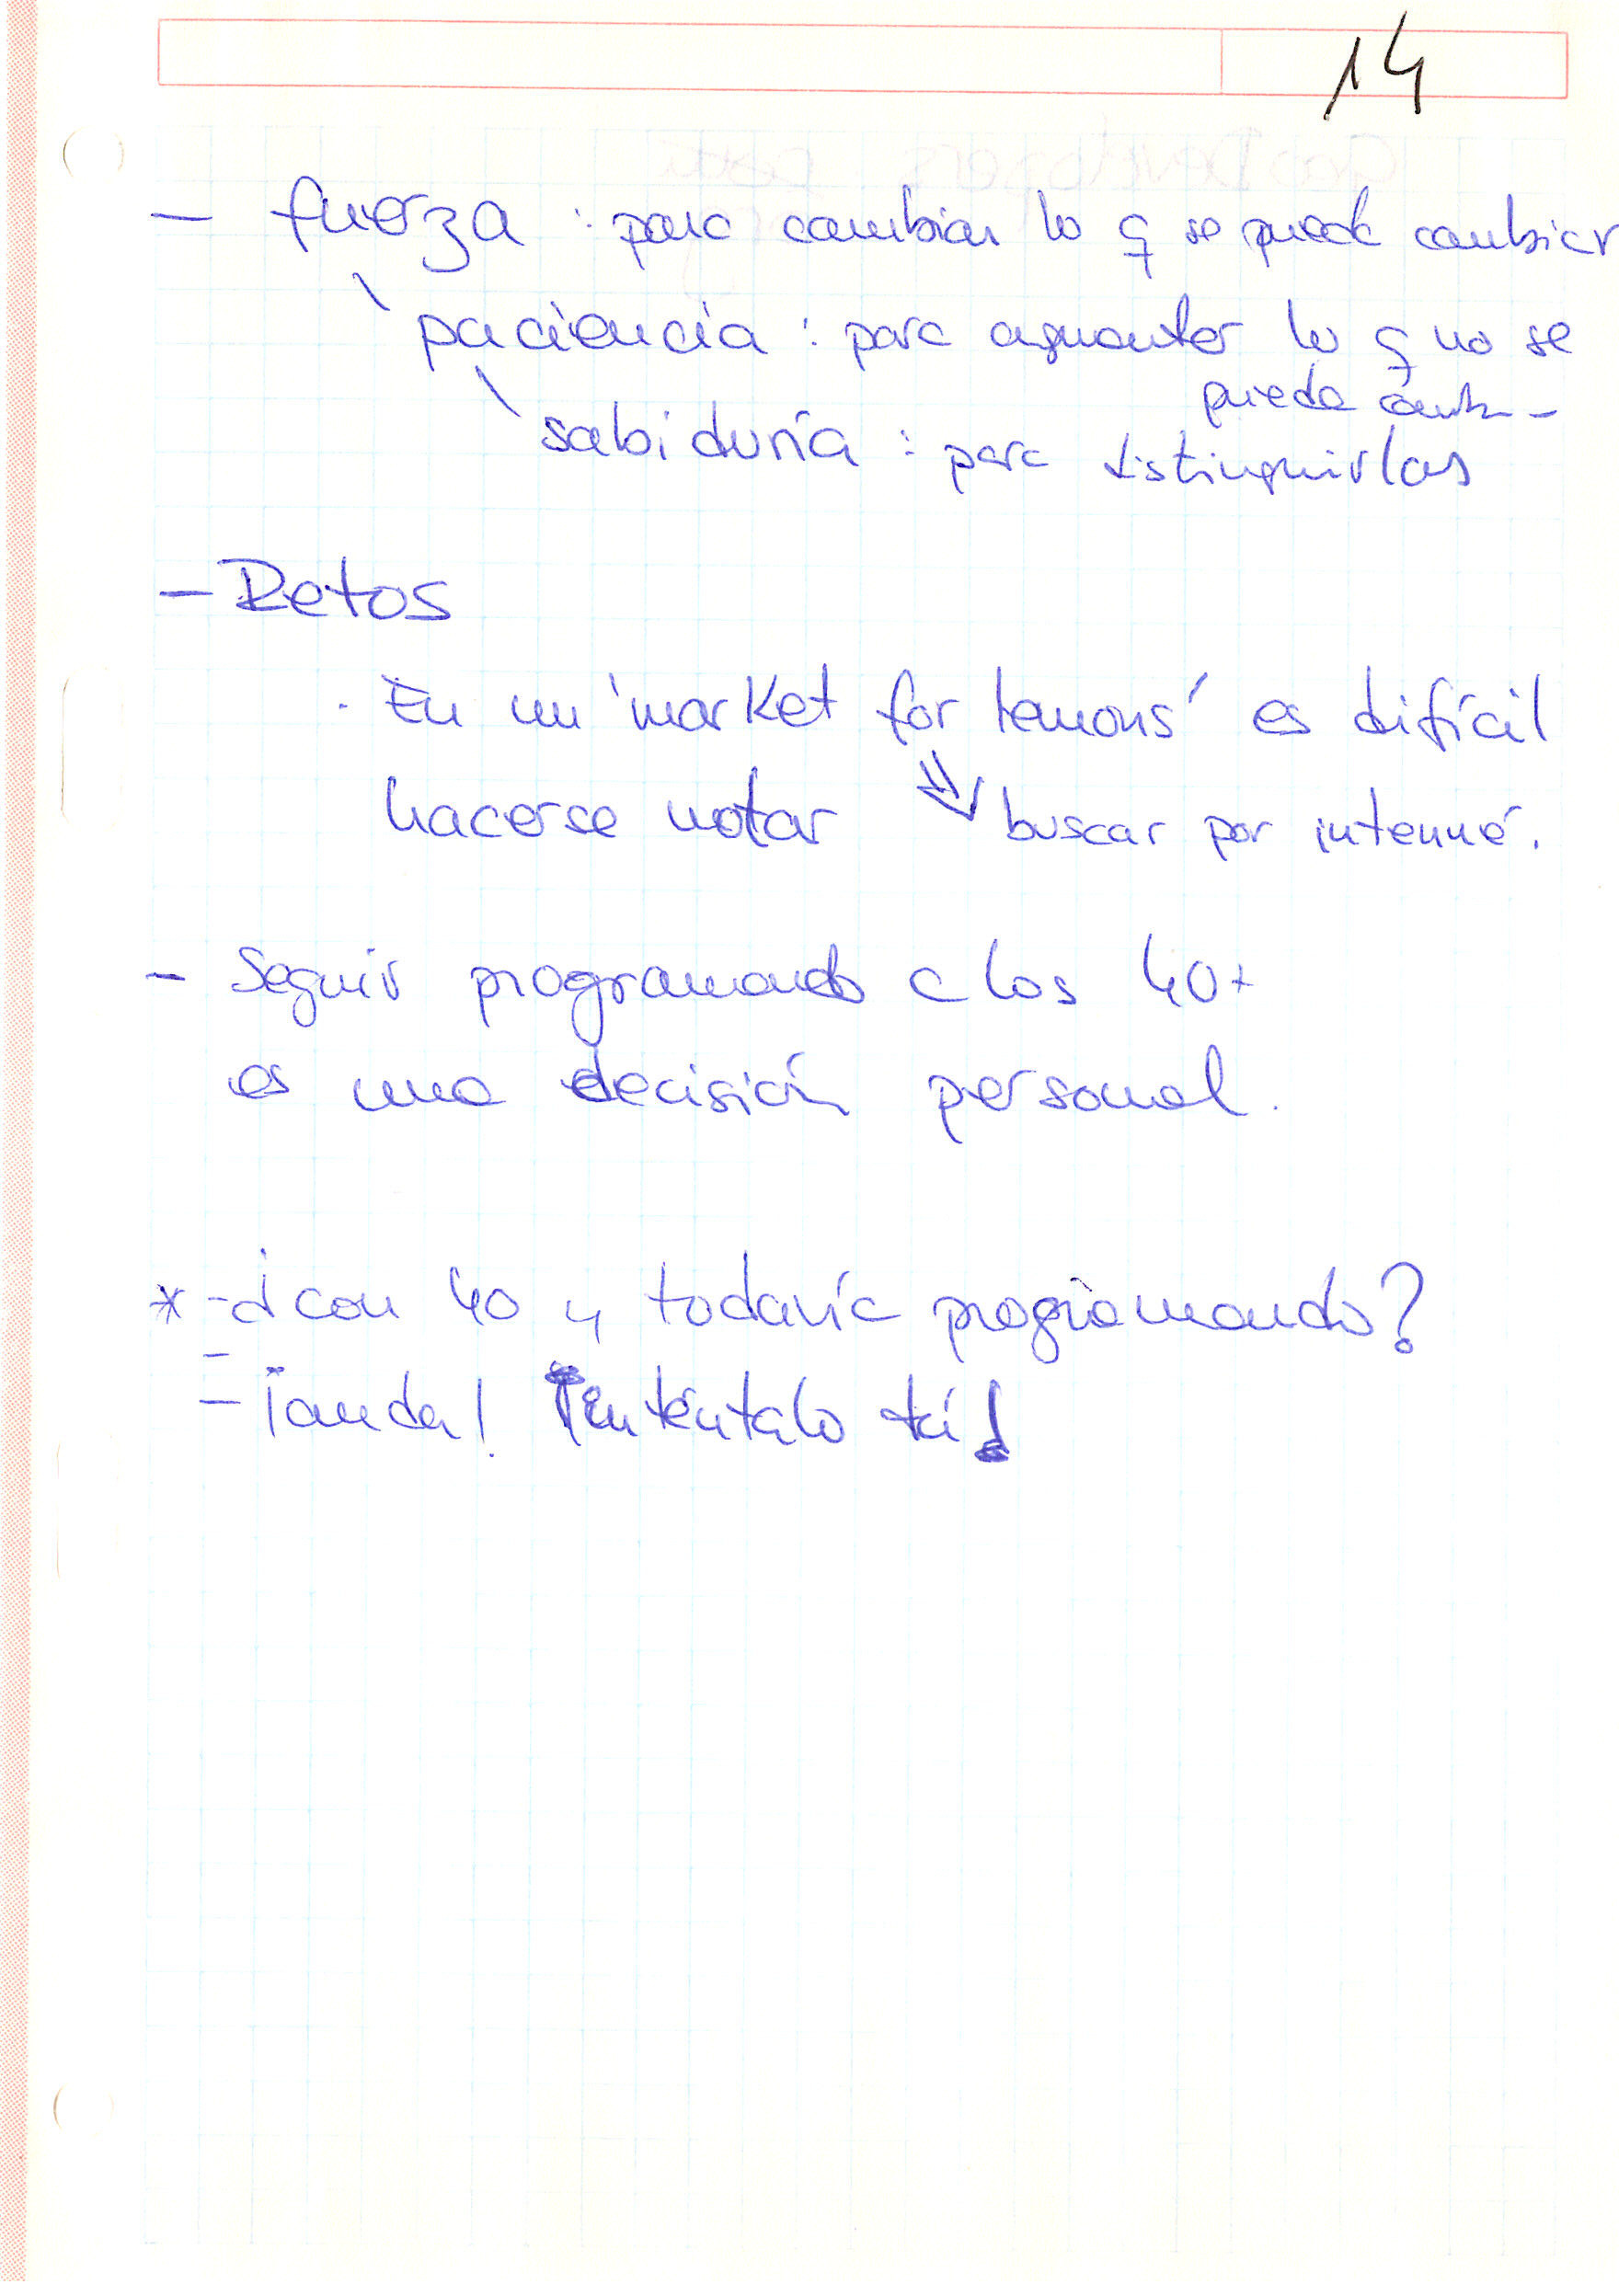 14
- fuerza : para cambiar lo q se puede cambiar
paciencia : para aguantar lo q no se
puede camb-
sabiduría : para distinguirlas
- Retos
. En un 'market for lemons' es difícil
hacerse notar ⇒ buscar por interné.
- Seguir programando a los 40+
es una decisión personal.
* - ¿con 40 y todavía programando?
- ¡anda! ¡inténtalo tú!